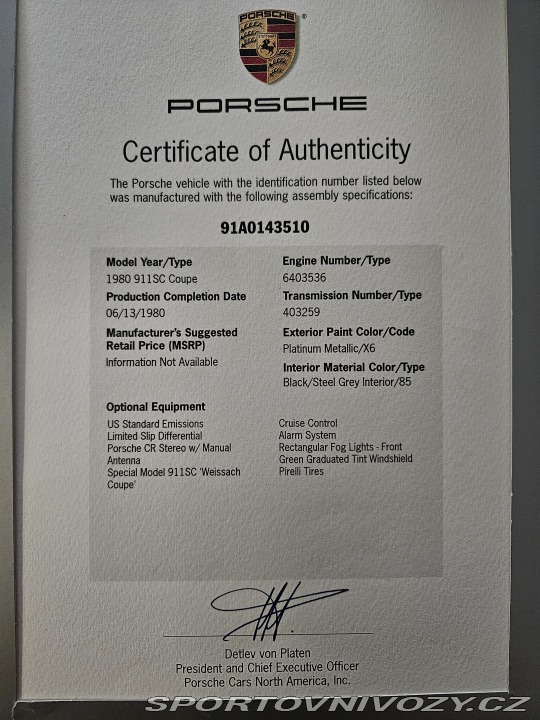 PORSCHE
®
PORSCHE
Certificate of Authenticity
The Porsche vehicle with the identification number listed below
was manufactured with the following assembly specifications:
91A0143510
Model Year/Type
1980 911SC Coupe
Production Completion Date
06/13/1980
Manufacturer's Suggested
Retail Price (MSRP)
Information Not Available
Engine Number/Type
6403536
Transmission Number/Type
403259
Exterior Paint Color/Code
Platinum Metallic/X6
Interior Material Color/Type
Black/Steel Grey Interior/85
Optional Equipment
US Standard Emissions
Limited Slip Differential
Porsche CR Stereo w/ Manual
Antenna
Special Model 911SC 'Weissach
Coupe'
Cruise Control
Alarm System
Rectangular Fog Lights - Front
Green Graduated Tint Windshield
Pirelli Tires
Detlev von Platen
President and Chief Executive Officer
Porsche Cars North America, Inc.
SPORTOVNIVOZY.CZ